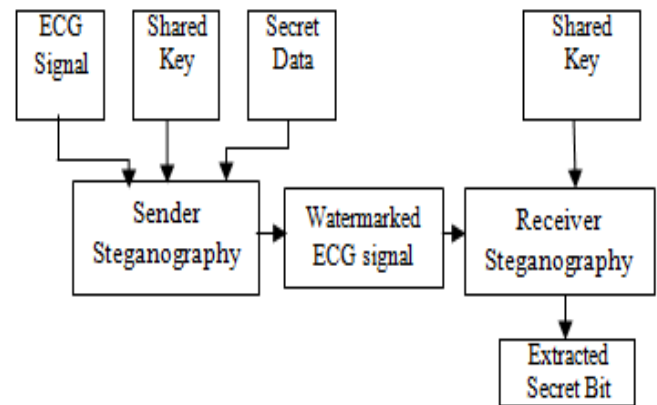 ECG
Signal
Shared
Key
Secret
Data
Shared
Key
Sender
Steganography
Watermarked
ECG signal
Receiver
Steganography
Extracted
Secret Bit